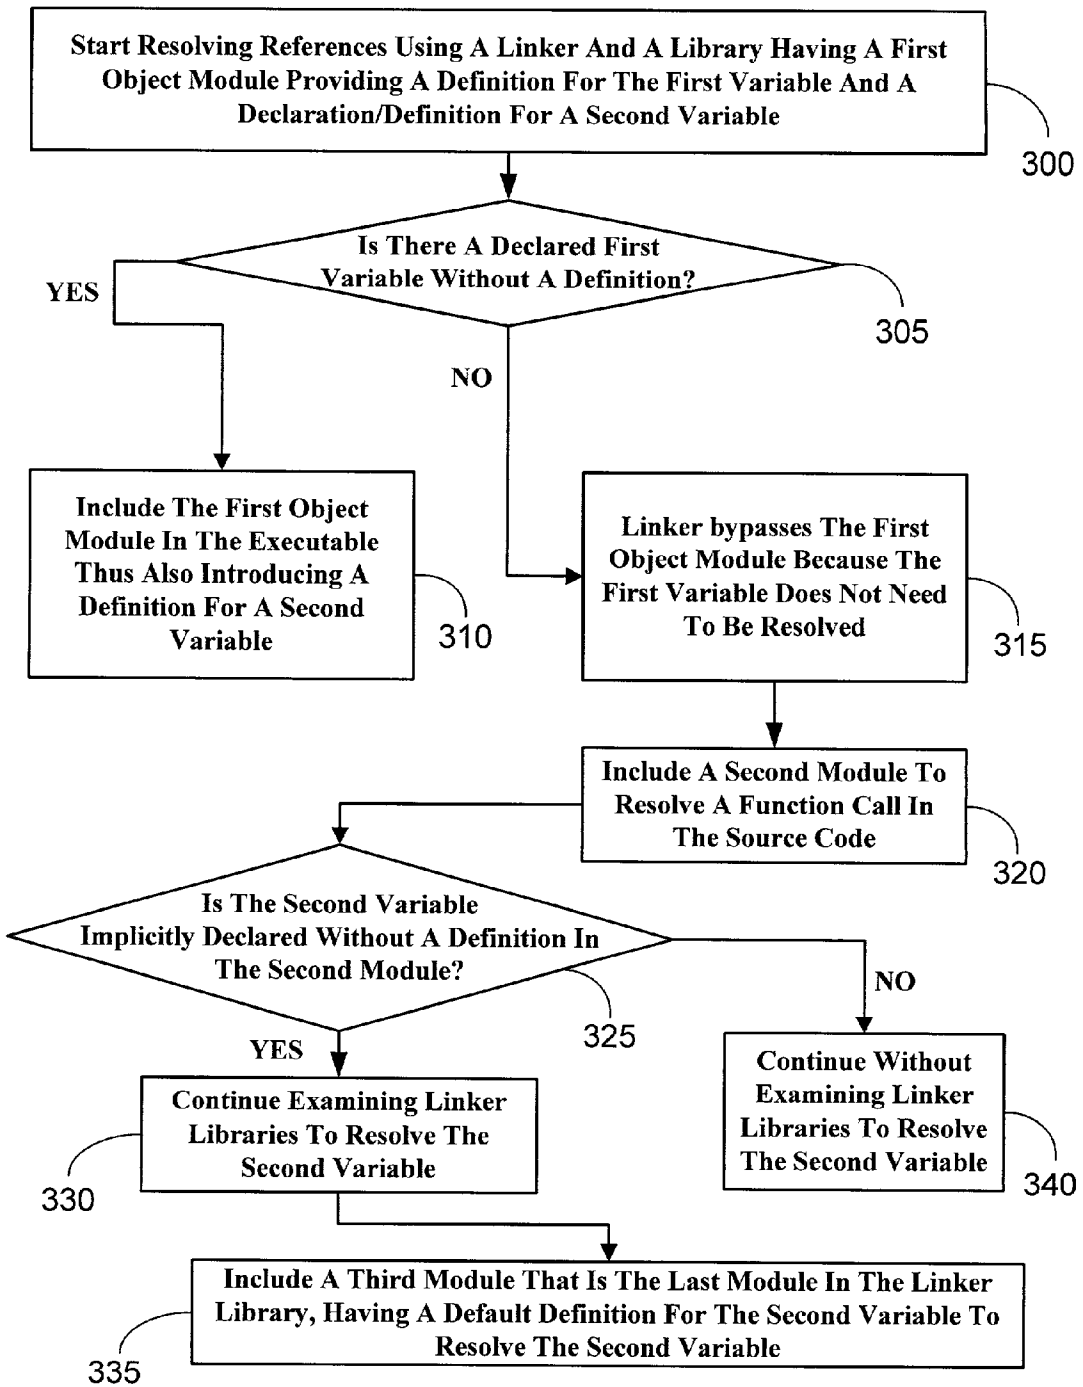 Start Resolving References Using A Linker And A Library Having A First
Object Module Providing A Definition For The First Variable And A
Declaration/Definition For A Second Variable
300
Is There A Declared First
Variable Without A Definition?
YES
305
NO
Include The First Object
Module In The Executable
Thus Also Introducing A
Definition For A Second
Variable
310
Linker bypasses The First
Object Module Because The
First Variable Does Not Need
To Be Resolved
315
Include A Second Module To
Resolve A Function Call In
The Source Code
320
Is The Second Variable
Implicitly Declared Without A Definition In
The Second Module?
325
NO
YES
Continue Examining Linker
Libraries To Resolve The
Second Variable
330
Continue Without
Examining Linker
Libraries To Resolve
The Second Variable
340
Include A Third Module That Is The Last Module In The Linker
Library, Having A Default Definition For The Second Variable To
Resolve The Second Variable
335